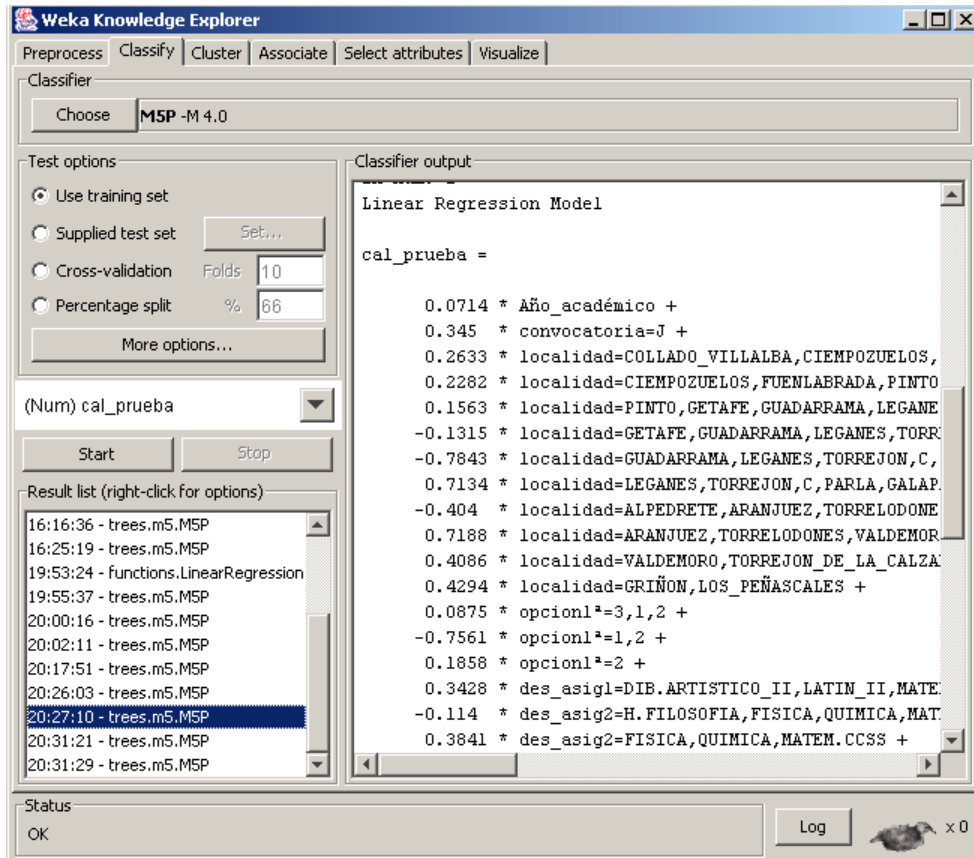 Weka Knowledge Explorer
Preprocess Classify Cluster Associate Select attributes Visualize
Classifier
Choose M5P -M 4.0
Test options
Use training set
Supplied test set Set...
Cross-validation Folds 10
Percentage split % 66
More options...
(Num) cal_prueba
Start Stop
Result list (right-click for options)
16:16:36 - trees.m5.M5P
16:25:19 - trees.m5.M5P
19:53:24 - functions.LinearRegression
19:55:37 - trees.m5.M5P
20:00:16 - trees.m5.M5P
20:02:11 - trees.m5.M5P
20:17:51 - trees.m5.M5P
20:26:03 - trees.m5.M5P
20:27:10 - trees.m5.M5P
20:31:21 - trees.m5.M5P
20:31:29 - trees.m5.M5P
Classifier output
Linear Regression Model
cal_prueba =
0.0714 * Año_académico +
0.345 * convocatoria=J +
0.2633 * localidad=COLLADO_VILLALBA,CIEMPOZUELOS,
0.2282 * localidad=CIEMPOZUELOS,FUENLABRADA,PINTO
0.1563 * localidad=PINTO,GETAFE,GUADARRAMA,LEGANE
-0.1315 * localidad=GETAFE,GUADARRAMA,LEGANES,TORR
-0.7843 * localidad=GUADARRAMA,LEGANES,TORREJON,C,
0.7134 * localidad=LEGANES,TORREJON,C,PARLA,GALAP
-0.404 * localidad=ALPEDRETE,ARANJUEZ,TORRELODONE
0.7188 * localidad=ARANJUEZ,TORRELODONES,VALDEMOR
0.4086 * localidad=VALDEMORO,TORREJON_DE_LA_CALZA
0.4294 * localidad=GRIÑON,LOS_PEÑASCALES +
0.0875 * opcion1ª=3,1,2 +
-0.7561 * opcion1ª=1,2 +
0.1858 * opcion1ª=2 +
0.3428 * des_asig1=DIB.ARTISTICO_II,LATIN_II,MATE
-0.114 * des_asig2=H.FILOSOFIA,FISICA,QUIMICA,MAT
0.3841 * des_asig2=FISICA,QUIMICA,MATEM.CCSS +
Status
OK
Log
x 0